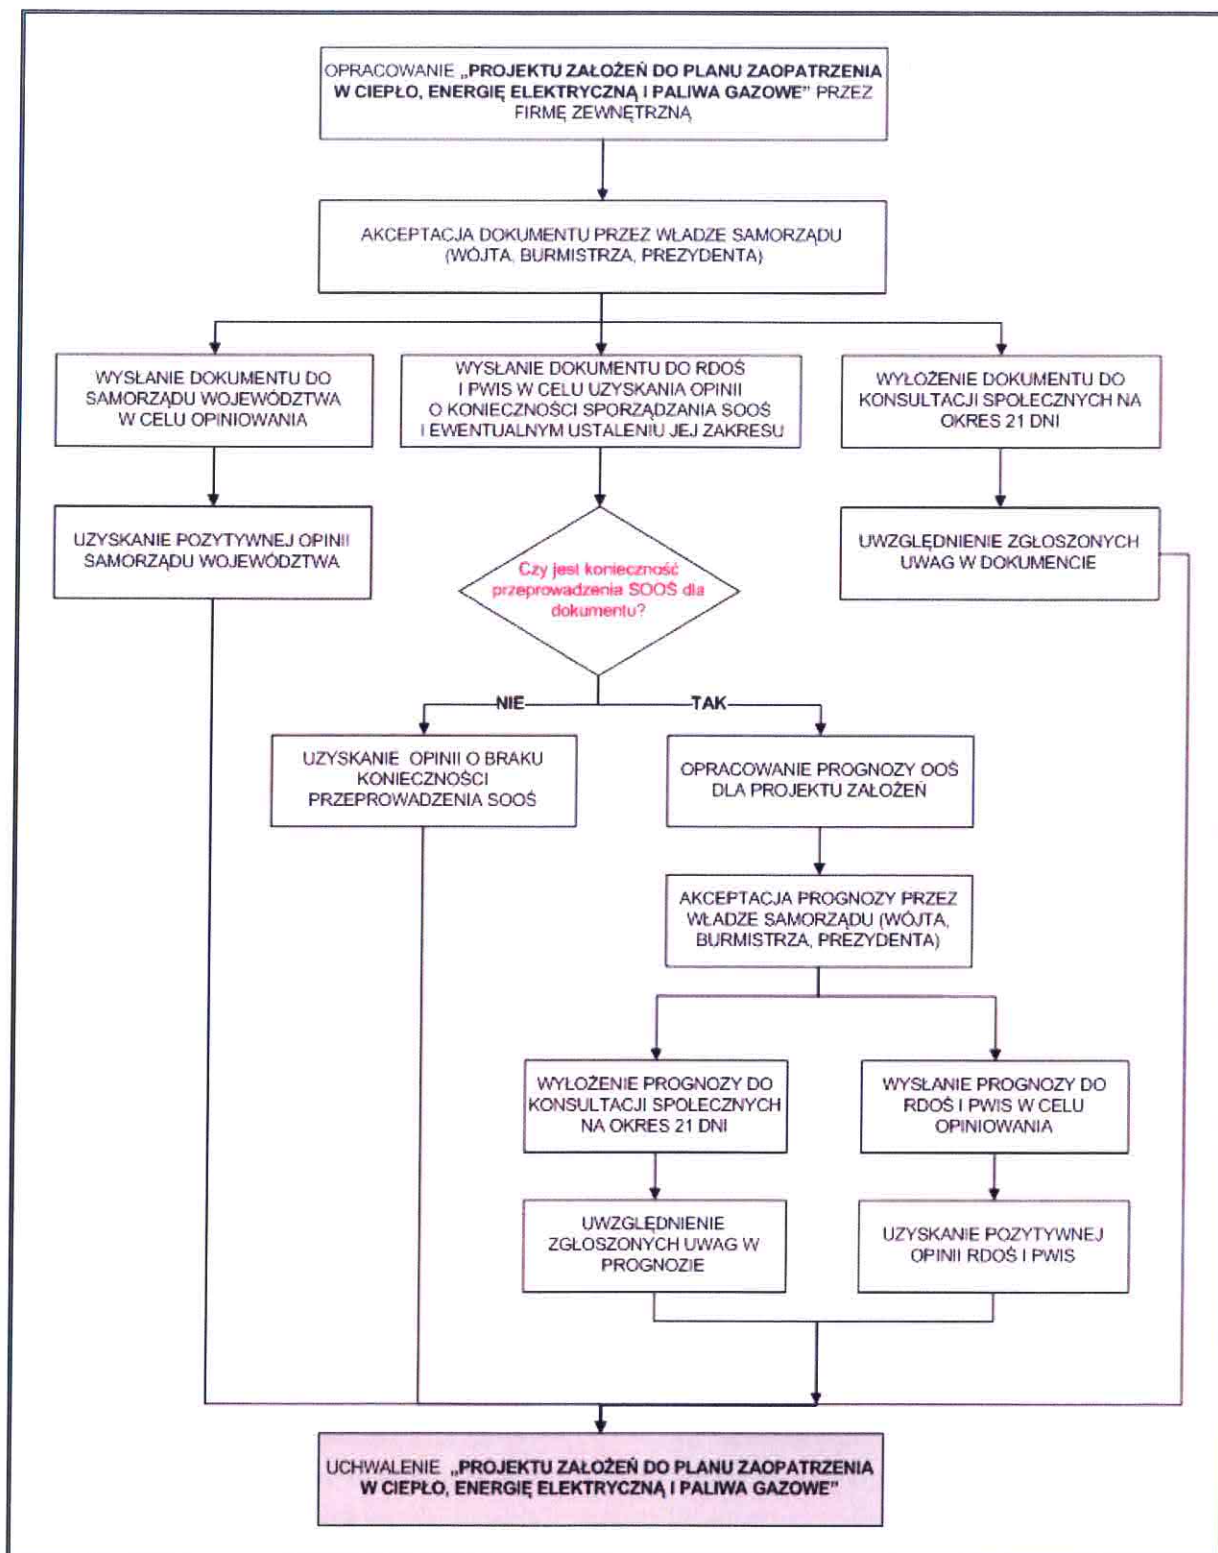 OPRACOWANIE „PROJEKTU ZAŁOŻEŃ DO PLANU ZAOPATRZENIA
W CIEPŁO, ENERGIĘ ELEKTRYCZNĄ I PALIWA GAZOWE” PRZEZ
FIRMĘ ZEWNĘTRZNĄ
AKCEPTACJA DOKUMENTU PRZEZ WŁADZE SAMORZĄDU
(WÓJTA, BURMISTRZA, PREZYDENTA)
WYSŁANIE DOKUMENTU DO
SAMORZĄDU WOJEWÓDZTWA
W CELU OPINIOWANIA
WYSŁANIE DOKUMENTU DO RDOŚ
I PWIS W CELU UZYSKANIA OPINII
O KONIECZNOŚCI SPORZĄDZANIA SOOŚ
I EWENTUALNYM USTALENIU JEJ ZAKRESU
WYŁOŻENIE DOKUMENTU DO
KONSULTACJI SPOŁECZNYCH NA
OKRES 21 DNI
UZYSKANIE POZYTYWNEJ OPINII
SAMORZĄDU WOJEWÓDZTWA
Czy jest konieczność
przeprowadzenia SOOŚ dla
dokumentu?
UWZGLĘDNIENIE ZGŁOSZONYCH
UWAG W DOKUMENCIE
NIE
TAK
UZYSKANIE OPINII O BRAKU
KONIECZNOŚCI
PRZEPROWADZENIA SOOŚ
OPRACOWANIE PROGNOZY OOŚ
DLA PROJEKTU ZAŁOŻEŃ
AKCEPTACJA PROGNOZY PRZEZ
WŁADZE SAMORZĄDU (WÓJTA,
BURMISTRZA, PREZYDENTA)
WYŁOŻENIE PROGNOZY DO
KONSULTACJI SPOŁECZNYCH
NA OKRES 21 DNI
WYSŁANIE PROGNOZY DO
RDOŚ I PWIS W CELU
OPINIOWANIA
UWZGLĘDNIENIE
ZGŁOSZONYCH UWAG W
PROGNOZIE
UZYSKANIE POZYTYWNEJ
OPINII RDOŚ I PWIS
UCHWALENIE „PROJEKTU ZAŁOŻEŃ DO PLANU ZAOPATRZENIA
W CIEPŁO, ENERGIĘ ELEKTRYCZNĄ I PALIWA GAZOWE”